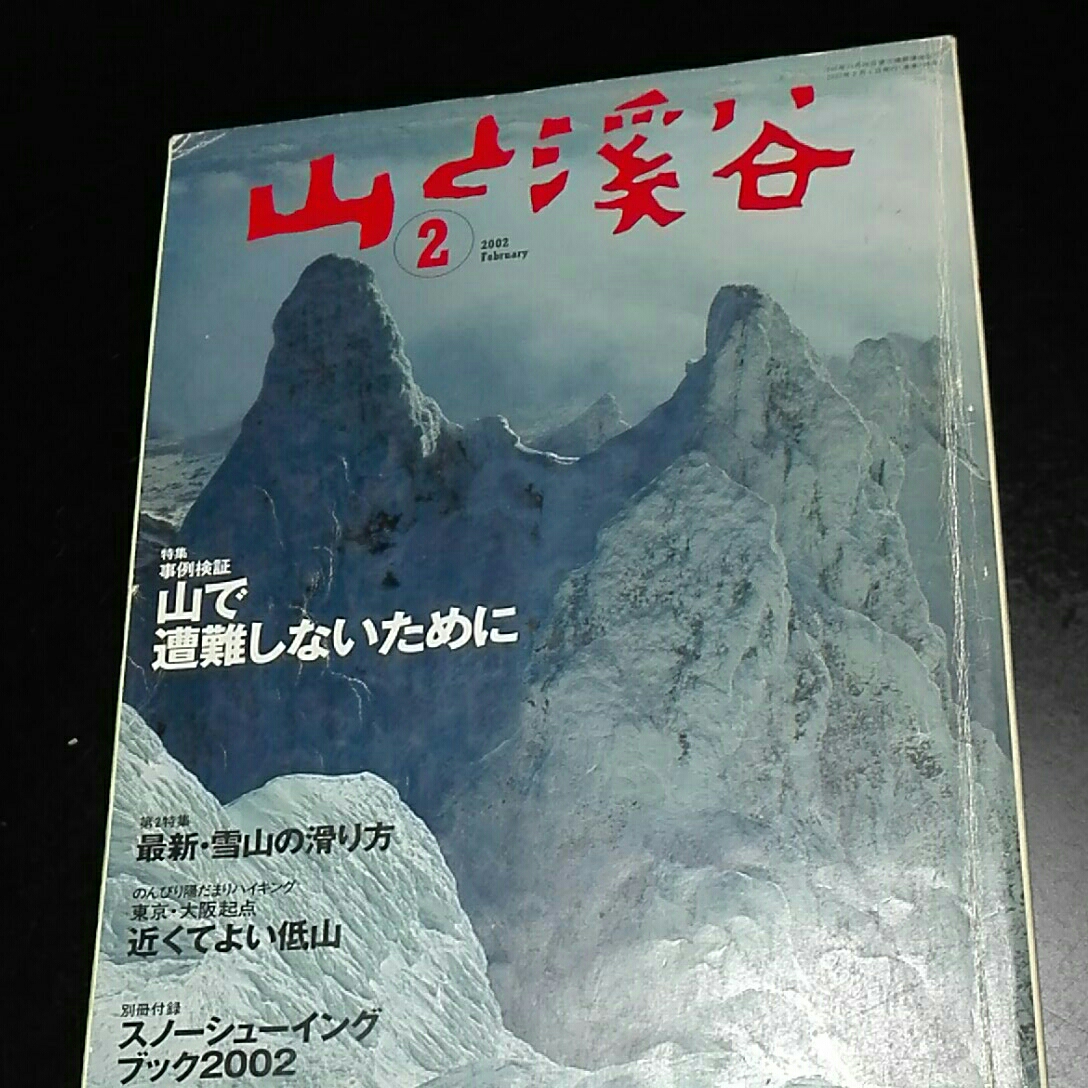 山と溪谷
2
2002
February
特集
事例検証
山で
遭難しないために
第2特集
最新・雪山の滑り方
のんびり陽だまりハイキング
東京・大阪起点
近くてよい低山
別冊付録
スノーシューイング
ブック2002